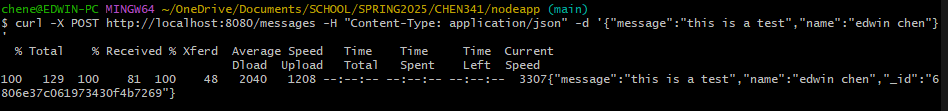 chene@EDWIN-PC MINGW64 ~/OneDrive/Documents/SCHOOL/SPRING2025/CHEN341/nodeapp (main)
$ curl -X POST http://localhost:8080/messages -H "Content-Type: application/json" -d '{"message":"this is a test","name":"edwin chen"}
'
  % Total    % Received % Xferd  Average Speed   Time    Time     Time  Current
                                 Dload  Upload   Total   Spent    Left  Speed
100   129  100    81  100    48   2040   1208 --:--:-- --:--:-- --:--:--  3307{"message":"this is a test","name":"edwin chen","_id":"6
806e37c061973430f4b7269"}